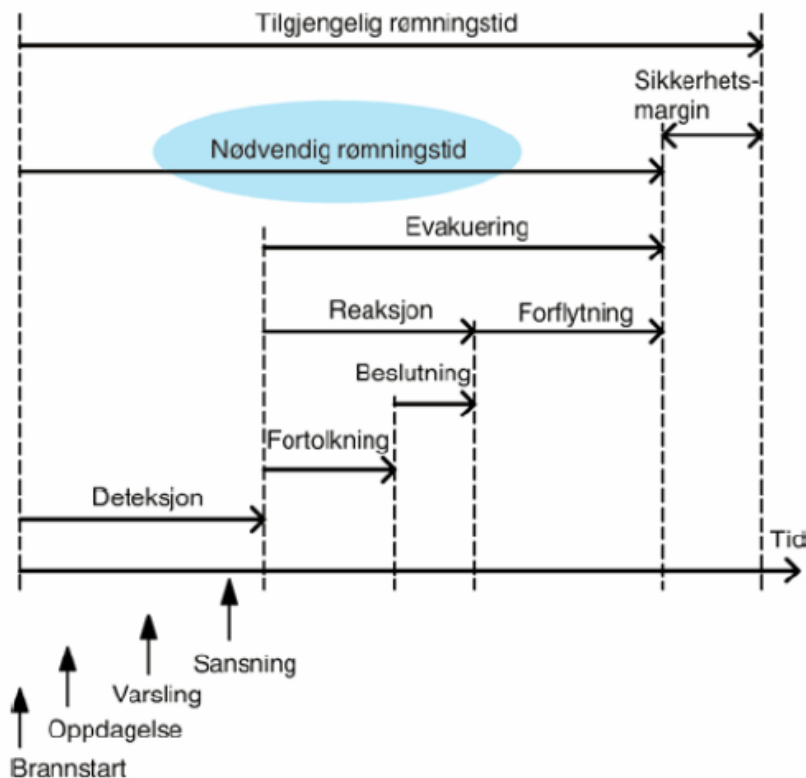 Tilgjengelig rømningstid
Sikkerhets-
margin
Nødvendig rømningstid
Evakuering
Reaksjon
Forflytning
Beslutning
Fortolkning
Deteksjon
Tid
Sansning
Varsling
Oppdagelse
Brannstart